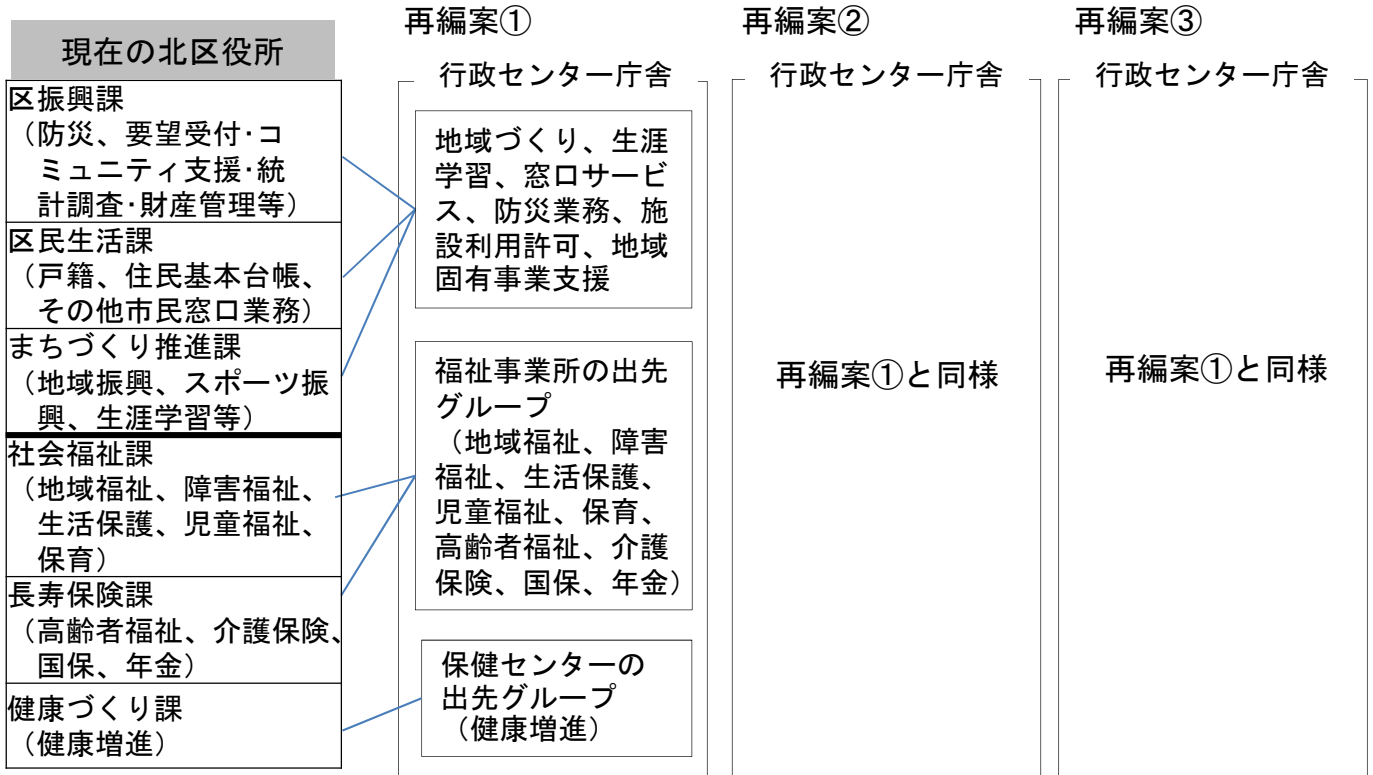 現在の北区役所
区振興課
（防災、要望受付･コ
ミュニティ支援･統
計調査･財産管理等）
区民生活課
（戸籍、住民基本台帳、
その他市民窓口業務）
まちづくり推進課
（地域振興、スポーツ振
興、生涯学習等）
社会福祉課
（地域福祉、障害福祉、
生活保護、児童福祉、
保育）
長寿保険課
（高齢者福祉、介護保険、
国保、年金）
健康づくり課
（健康増進）
再編案①
行政センター庁舎
地域づくり、生涯
学習、窓口サービ
ス、防災業務、施
設利用許可、地域
固有事業支援
福祉事業所の出先
グループ
（地域福祉、障害
福祉、生活保護、
児童福祉、保育、
高齢者福祉、介護
保険、国保、年金）
保健センターの
出先グループ
（健康増進）
再編案②
行政センター庁舎
再編案①と同様
再編案③
行政センター庁舎
再編案①と同様